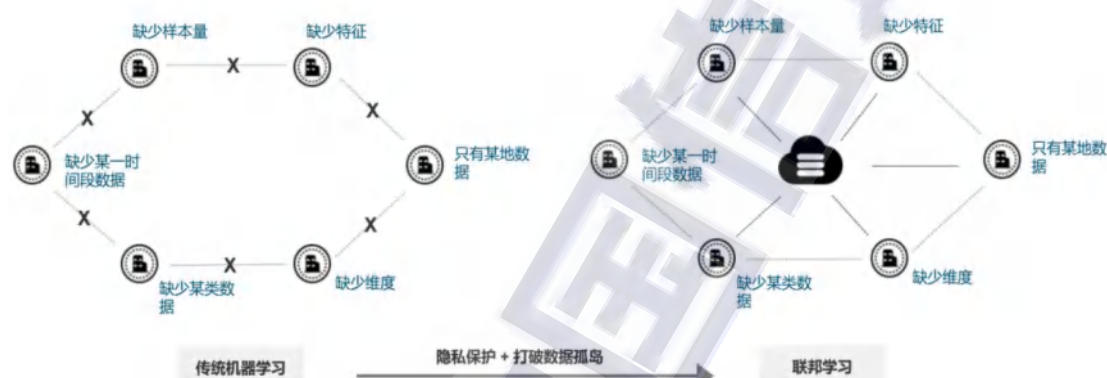 缺少样本量
缺少特征
X
X
X
缺少某一时
间段数据
只有某地数
据
X
X
X
缺少某类数
据
缺少维度
传统机器学习
隐私保护 + 打破数据孤岛
缺少样本量
缺少特征
缺少某一时
间段数据
只有某地数
据
缺少某类数
据
缺少维度
联邦学习